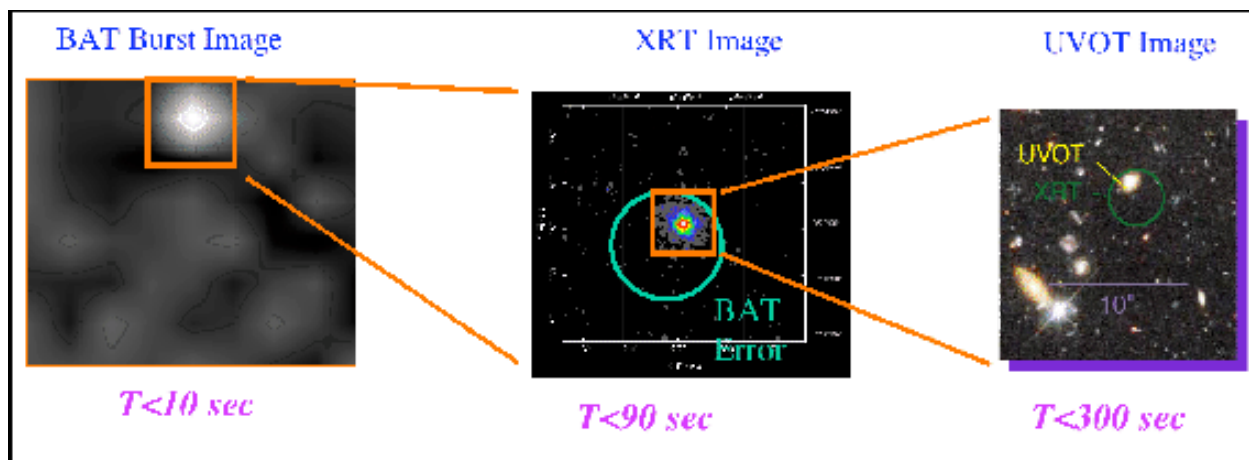 BAT Burst Image
XRT Image
UVOT Image
UVOT
XRT
10"
BAT
Error
T<10 sec
T<90 sec
T<300 sec